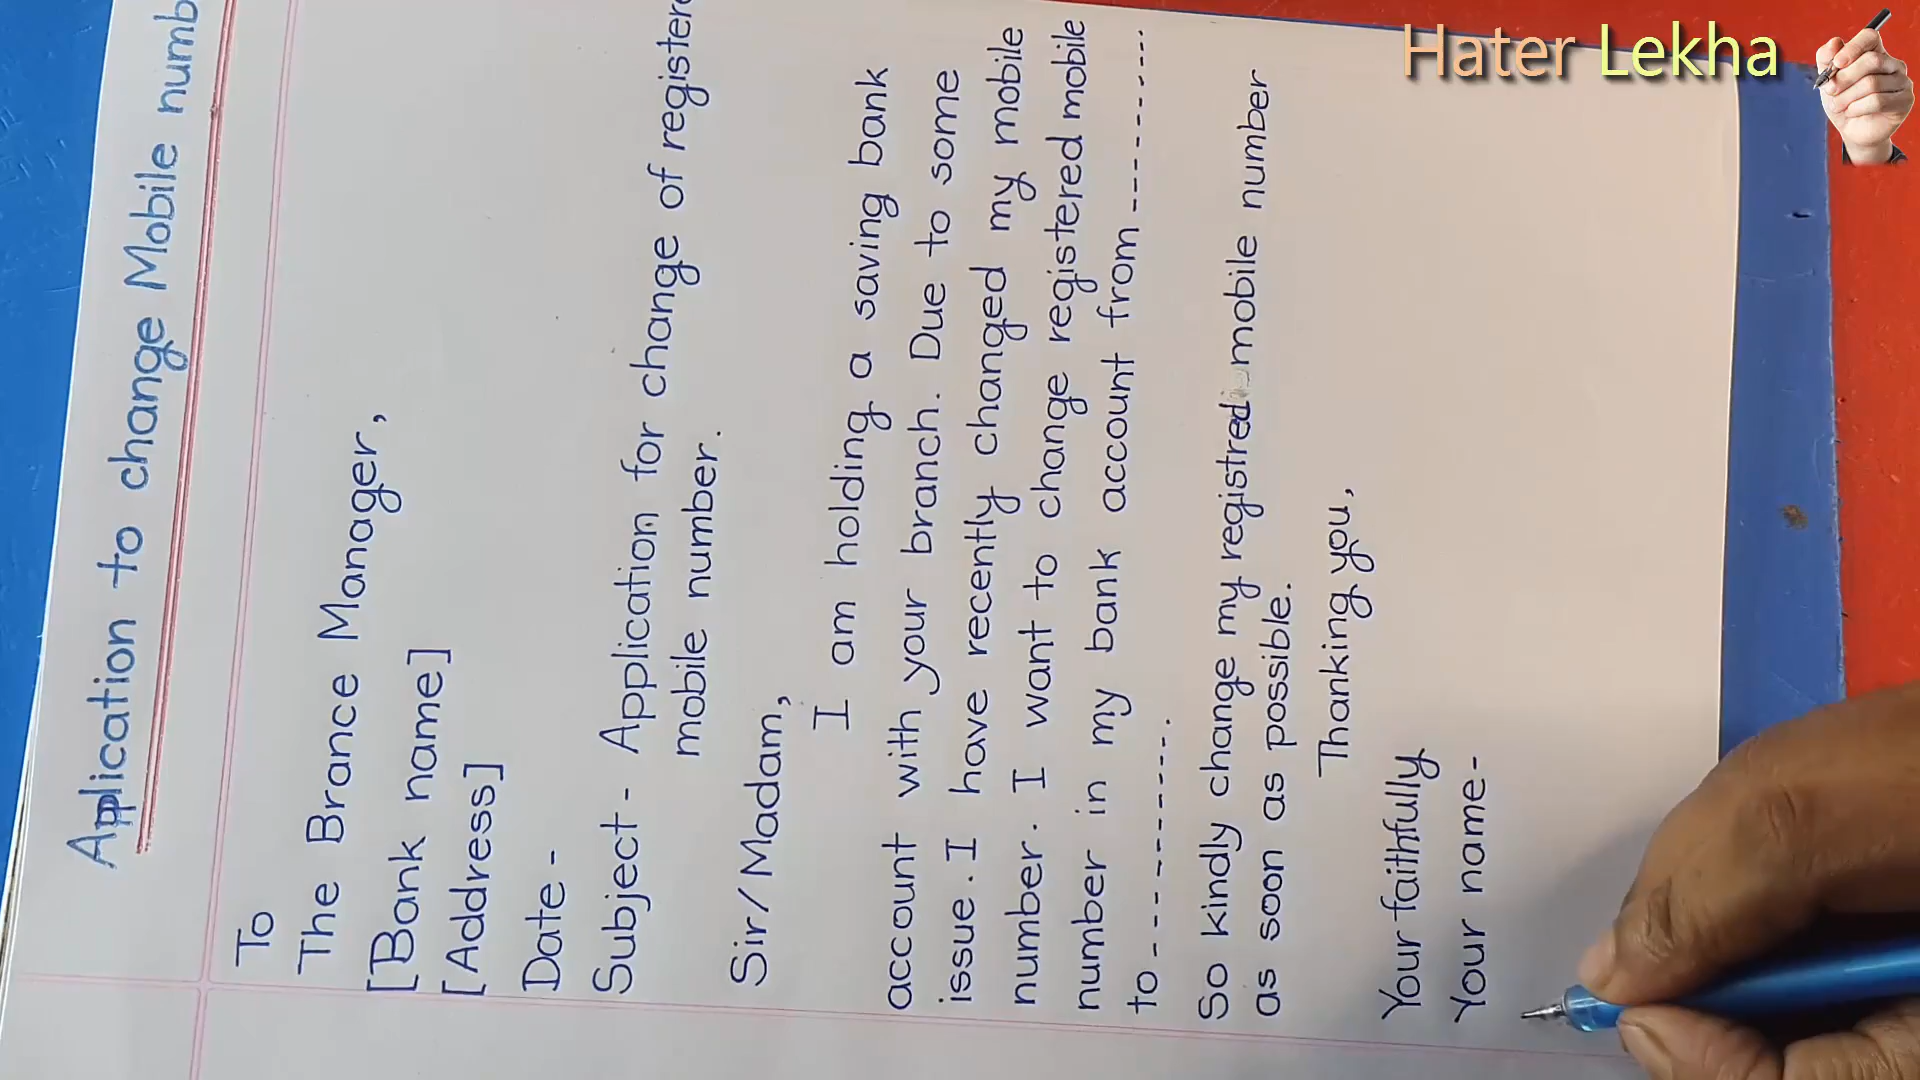 Hater Lekha
Application to change Mobile numb
To
The Brance Manager,
[Bank name]
[Address]
Date -
Subject - Application for change of register
mobile number.
Sir/Madam,
I am holding a saving bank
account with your branch. Due to some
issue. I have recently changed my mobile
number. I want to change registered mobile
number in my bank account from ----------
to ----------.
So kindly change my registred mobile number
as soon as possible.
Thanking you,
Your faithfully
Your name-